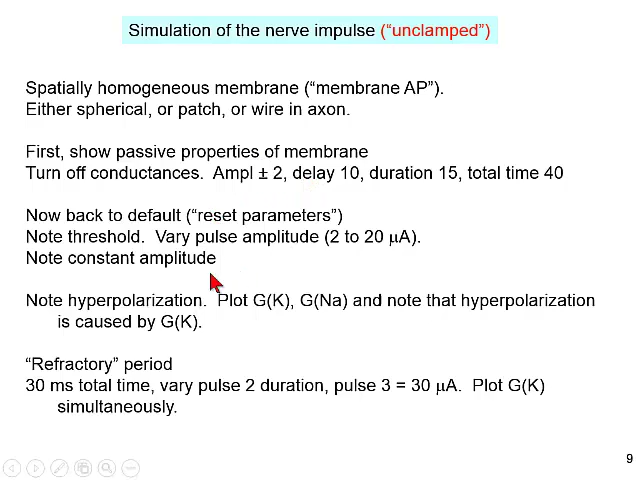 Simulation of the nerve impulse (“unclamped”)
Spatially homogeneous membrane (“membrane AP”).
Either spherical, or patch, or wire in axon.
First, show passive properties of membrane
Turn off conductances.  Ampl ± 2, delay 10, duration 15, total time 40
Now back to default (“reset parameters”)
Note threshold.  Vary pulse amplitude (2 to 20 μA).
Note constant amplitude
Note hyperpolarization.  Plot G(K), G(Na) and note that hyperpolarization
is caused by G(K).
“Refractory” period
30 ms total time, vary pulse 2 duration, pulse 3 = 30 μA.  Plot G(K)
simultaneously.
9